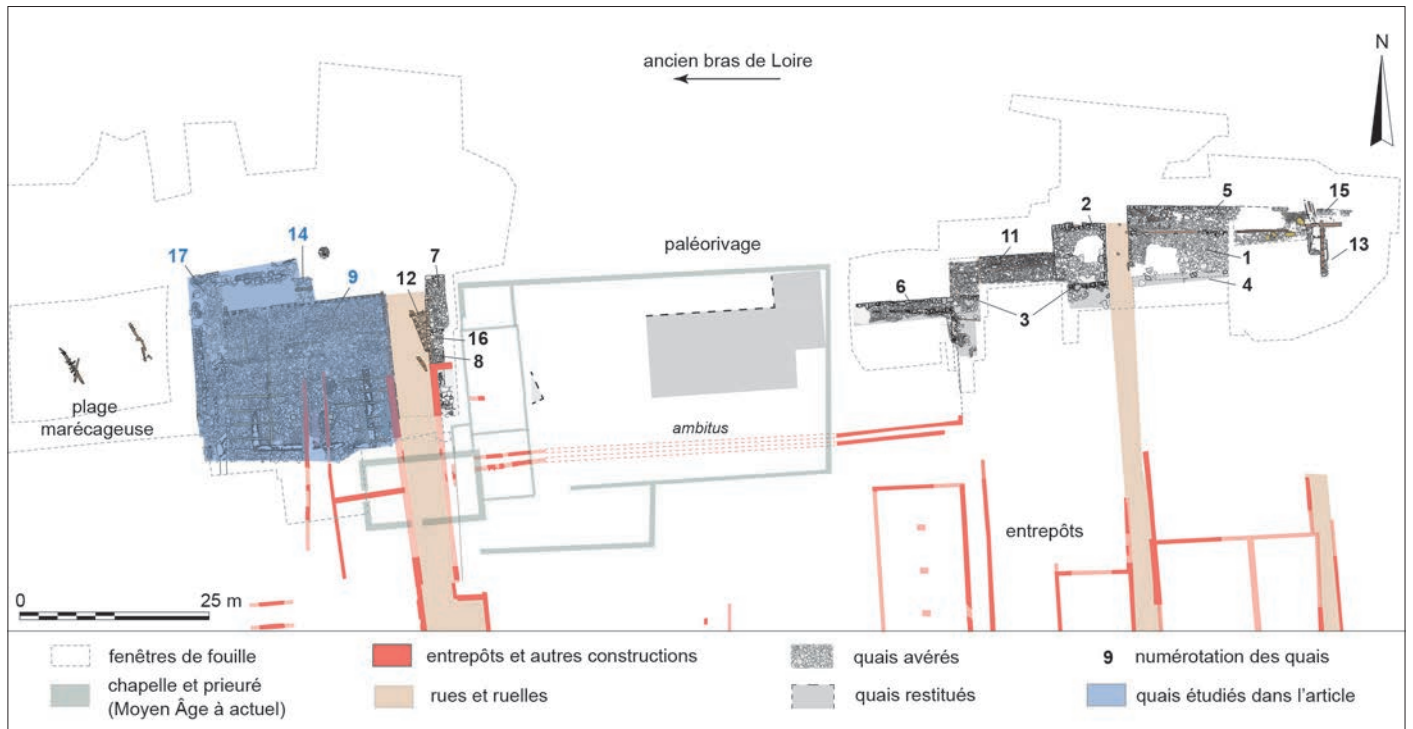 ancien bras de Loire
N
5
15
2
14
17
paléorivage
11
7
9
13
1
12
6
4
3
16
8
plage
marécageuse
ambitus
entrepôts
0
25 m
fenêtres de fouille
entrepôts et autres constructions
quais avérés
9
numérotation des quais
chapelle et prieuré
(Moyen Âge à actuel)
rues et ruelles
quais restitués
quais étudiés dans l'article